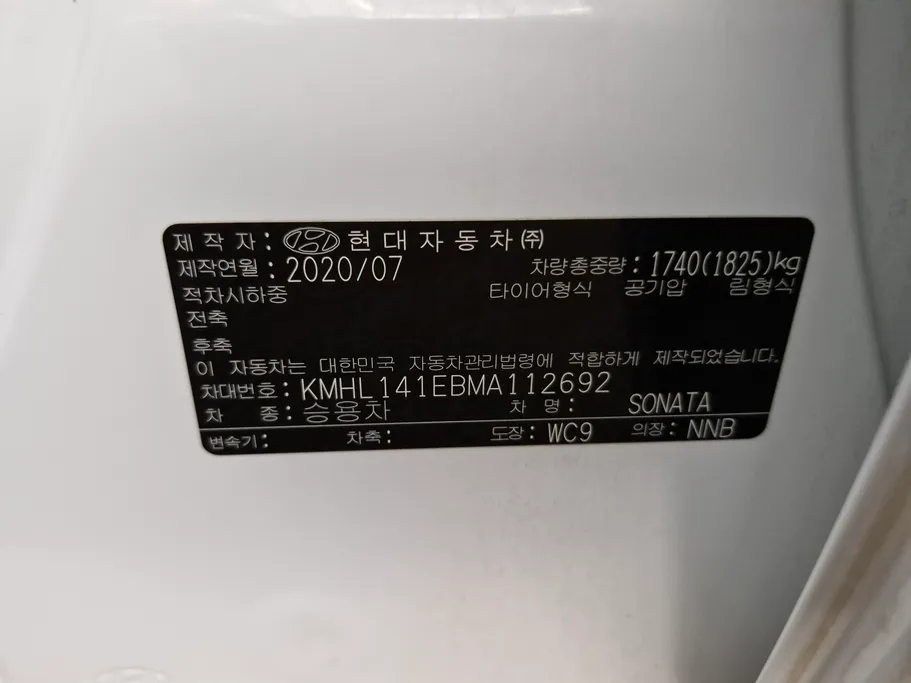 제 작 자 : 현대자동차(주)
제작연월 : 2020/07 차량총중량 : 1740(1825)kg
적차시하중 타이어형식 공기압 림형식
전축
후축
이 자동차는 대한민국 자동차관리법령에 적합하게 제작되었습니다.
차대번호 : KMHL141EBMA112692
차 종 : 승용차 차 명 : SONATA
변속기 : 차축 : 도장 : WC9 의장 : NNB